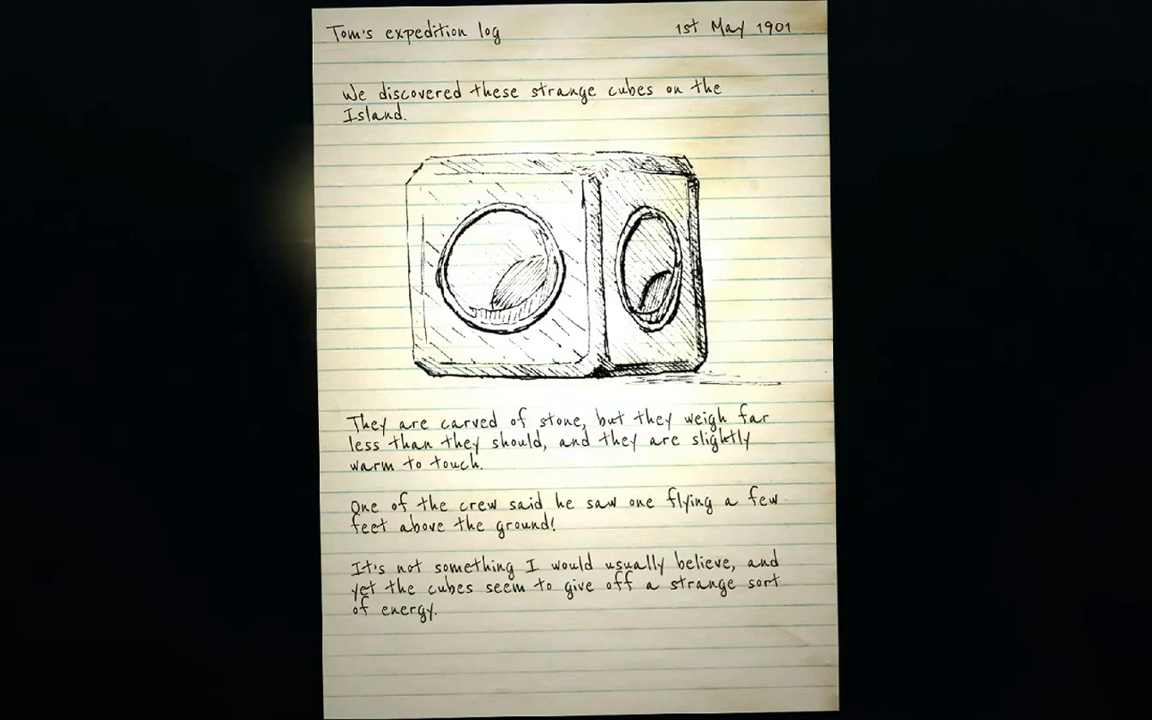 Tom's expedition log
1st May 1901
We discovered these strange cubes on the
Island.
They are carved of stone, but they weigh far
less than they should, and they are slightly
warm to touch.
One of the crew said he saw one flying a few
feet above the ground!
It's not something I would usually believe, and
yet the cubes seem to give off a strange sort
of energy.